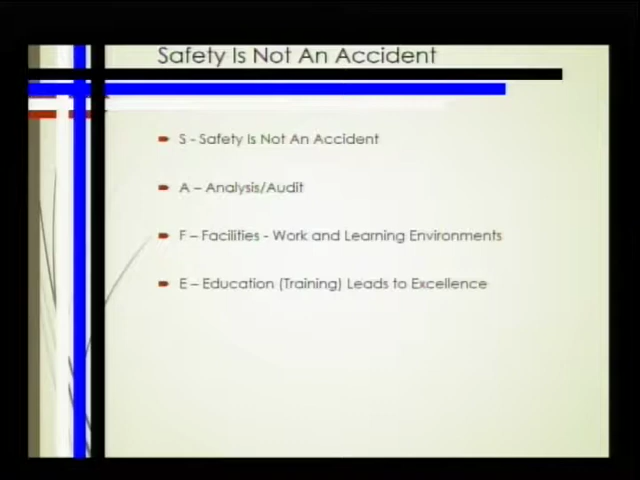 Safety Is Not An Accident
S - Safety Is Not An Accident
A – Analysis/Audit
F – Facilities - Work and Learning Environments
E – Education (Training) Leads to Excellence